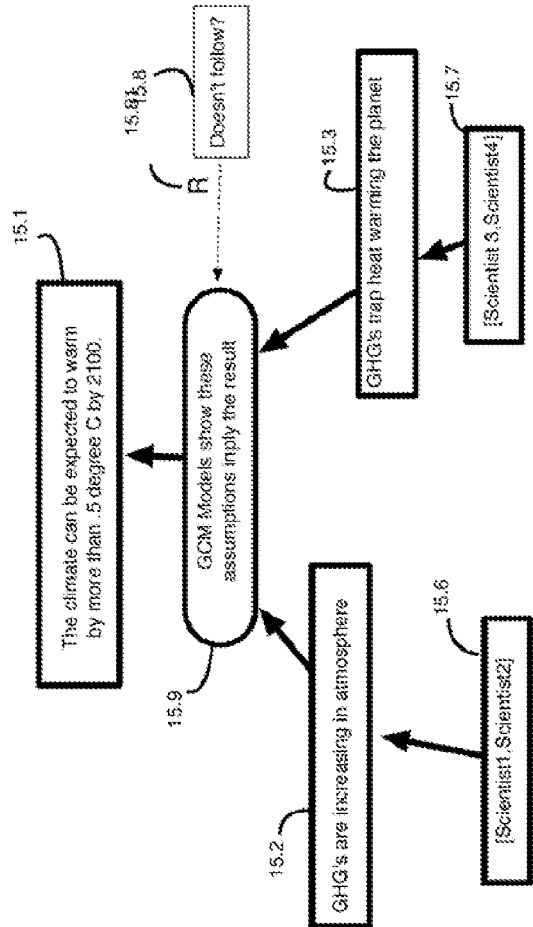 15.1
The climate can be expected to warm
by more than .5 degree C by 2100.
15.8
R
Doesn't follow?
15.9
GCM Models show these
assumptions inply the result
15.2
GHG's are increasing in atmosphere
15.3
GHG's trap heat warming the planet
15.6
[Scientist1,Scientist2]
15.7
[Scientist 3,Scientist4]